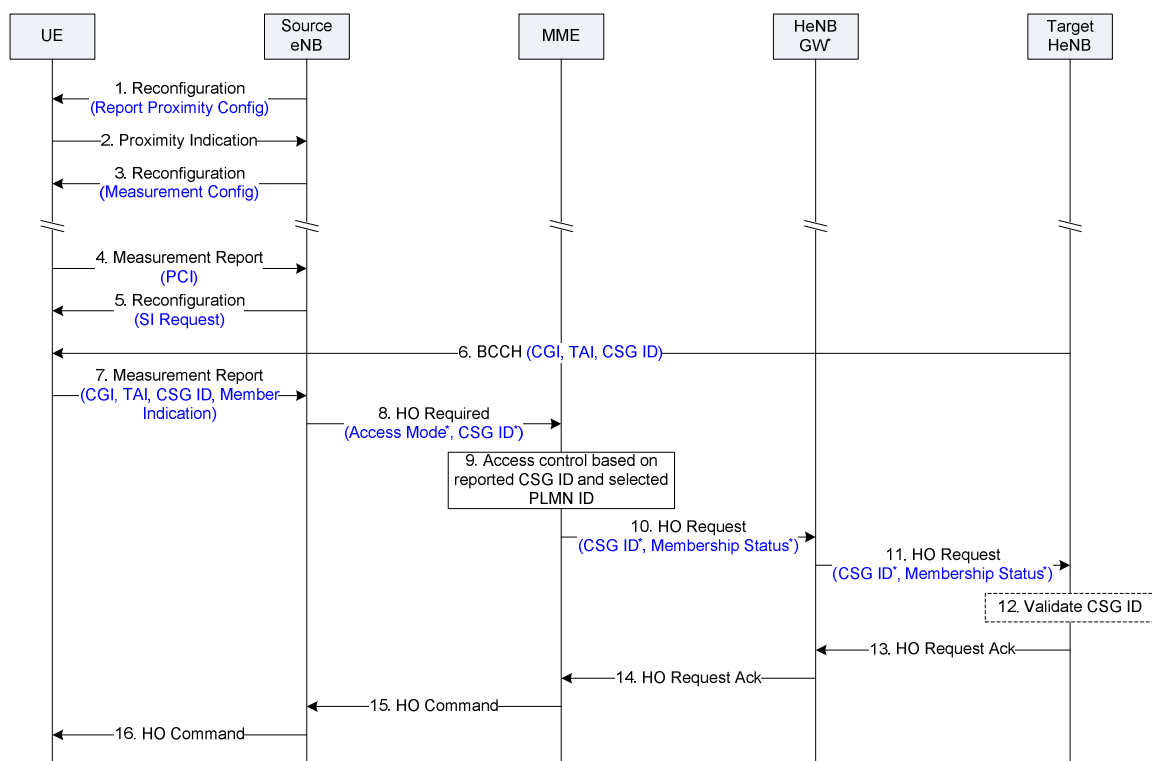 UE
Source
eNB
MME
HeNB
GW*
Target
HeNB
1. Reconfiguration
(Report Proximity Config)
2. Proximity Indication
3. Reconfiguration
(Measurement Config)
4. Measurement Report
(PCI)
5. Reconfiguration
(SI Request)
6. BCCH (CGI, TAI, CSG ID)
7. Measurement Report
(CGI, TAI, CSG ID, Member
Indication)
8. HO Required
(Access Mode*, CSG ID*)
9. Access control based on
reported CSG ID and selected
PLMN ID
10. HO Request
(CSG ID*, Membership Status*)
11. HO Request
(CSG ID*, Membership Status*)
12. Validate CSG ID
13. HO Request Ack
14. HO Request Ack
15. HO Command
16. HO Command